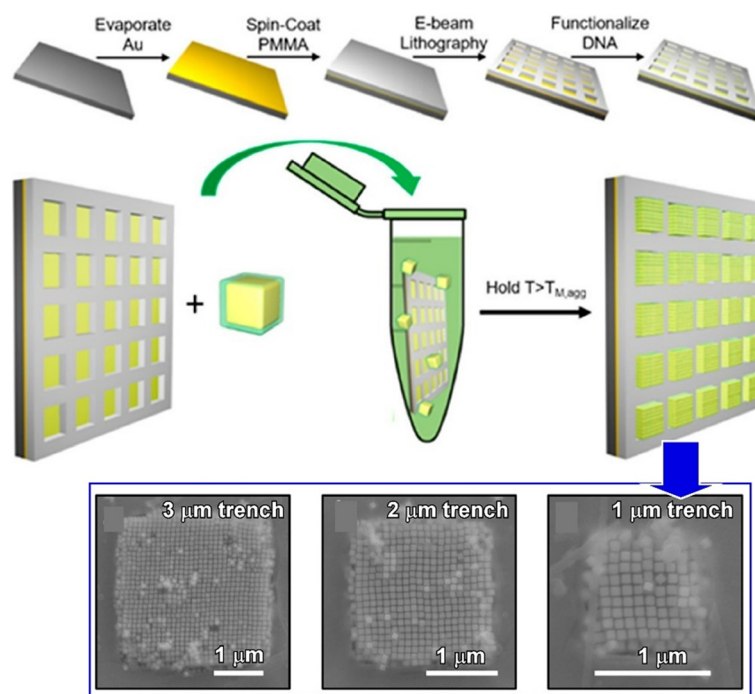 Evaporate
Au
Spin-Coat
PMMA
E-beam
Lithography
Functionalize
DNA
+
Hold T>T_M,agg
3 μm trench
2 μm trench
1 μm trench
1 μm
1 μm
1 μm